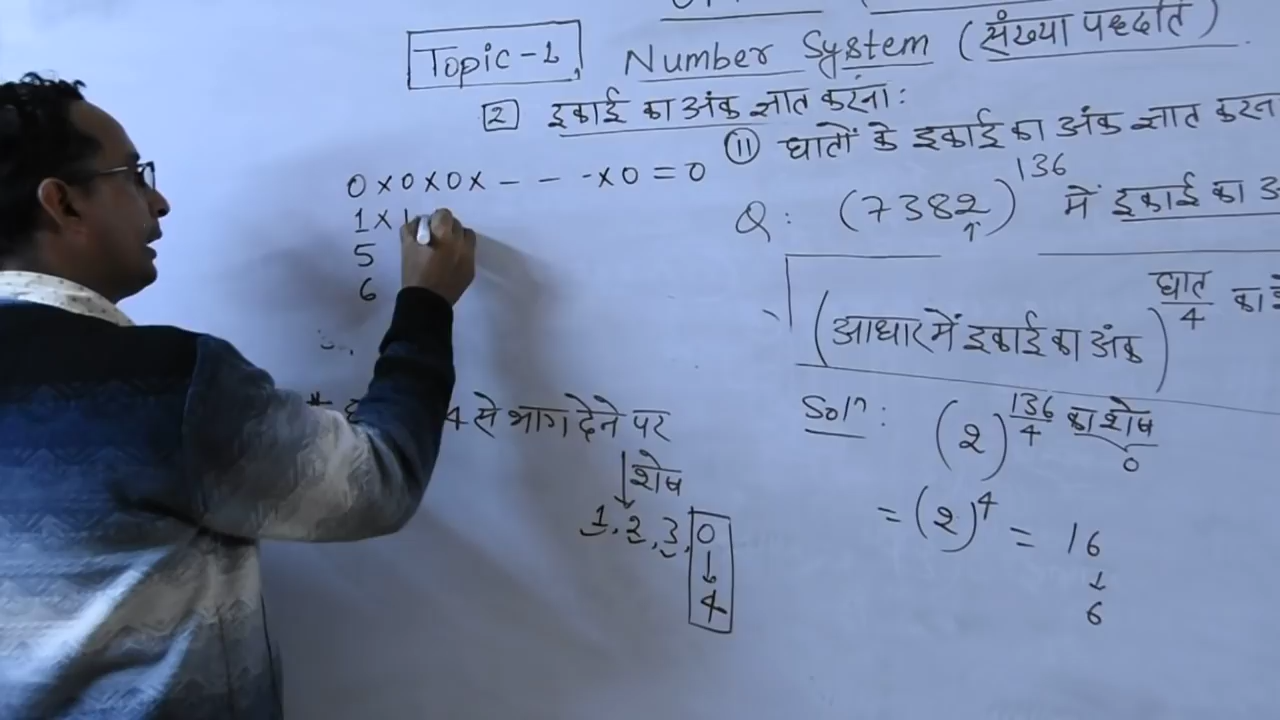 Topic-1
Number System (संख्या पद्धति)
2 इकाई का अंक ज्ञात करना:
(ii) घातों के इकाई का अंक ज्ञात करन
0 × 0 × 0 × - - - × 0 = 0
1 × 1
5
6
Q: (7382)^136 में इकाई का अ
(आधार में इकाई का अंक)^घात/4 का शे
* 4 से भाग देने पर
↓ शेष
1, 2, 3, 0
↓
4
Solⁿ: (2)^136/4 का शेष
0
= (2)^4 = 16
↓
6